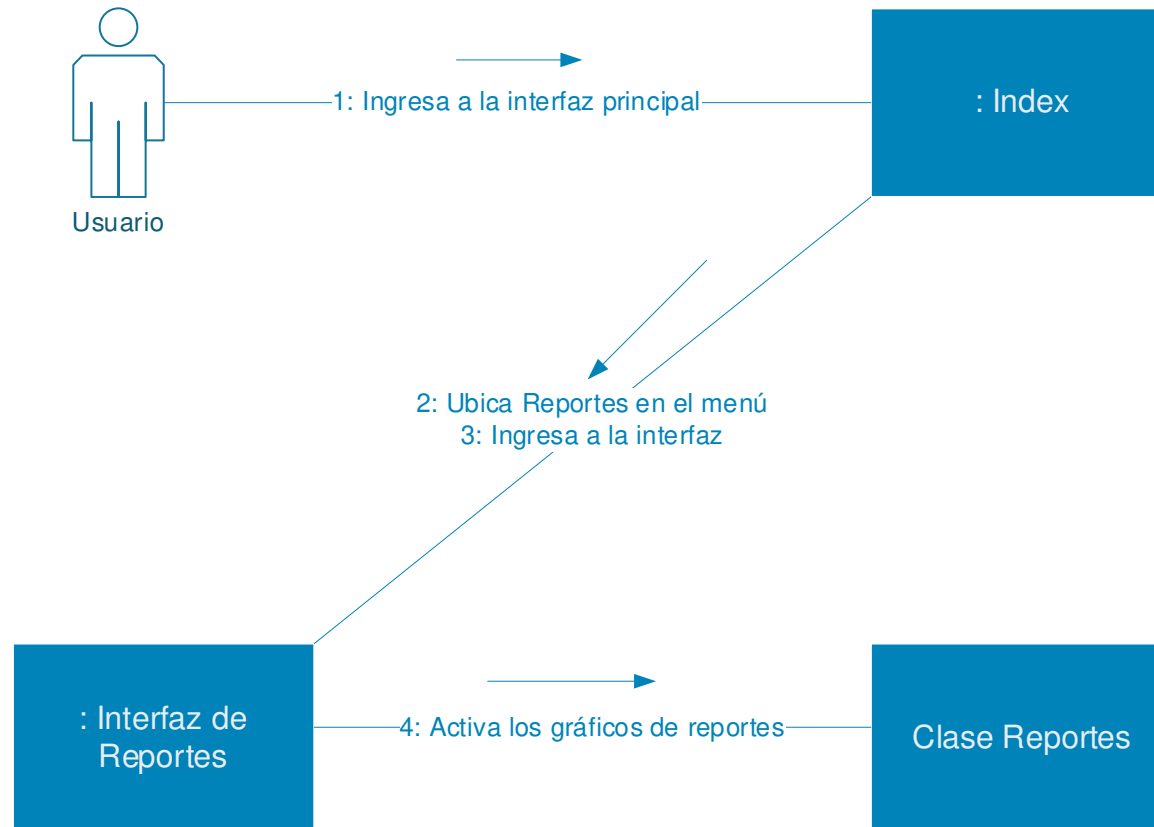 1: Ingresa a la interfaz principal
: Index
Usuario
2: Ubica Reportes en el menú
3: Ingresa a la interfaz
: Interfaz de
Reportes
4: Activa los gráficos de reportes
Clase Reportes